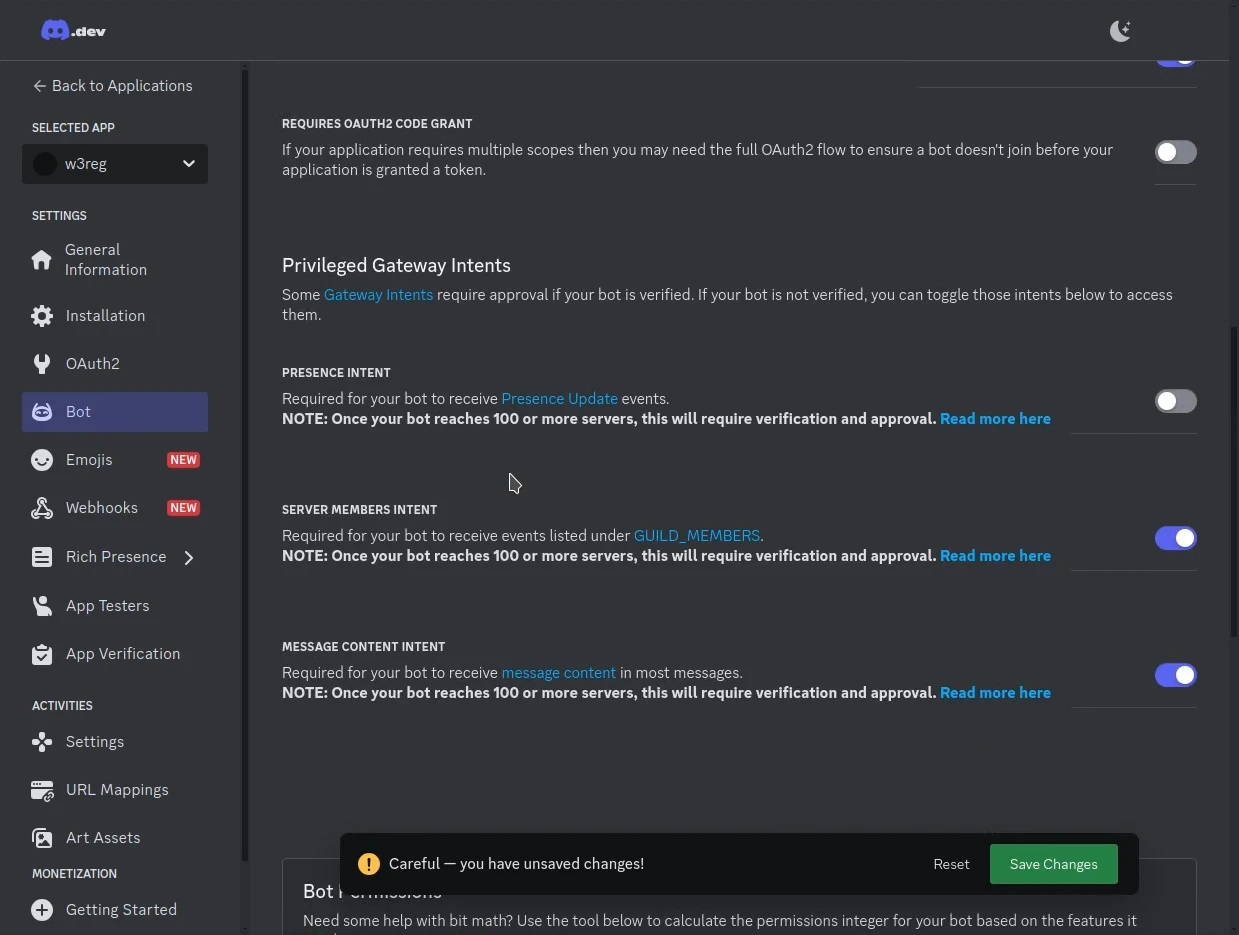 .dev
Back to Applications
SELECTED APP
w3reg
SETTINGS
General
Information
Installation
OAuth2
Bot
Emojis NEW
Webhooks NEW
Rich Presence
App Testers
App Verification
ACTIVITIES
Settings
URL Mappings
Art Assets
MONETIZATION
Getting Started
REQUIRES OAUTH2 CODE GRANT
If your application requires multiple scopes then you may need the full OAuth2 flow to ensure a bot doesn't join before your
application is granted a token.
Privileged Gateway Intents
Some Gateway Intents require approval if your bot is verified. If your bot is not verified, you can toggle those intents below to access
them.
PRESENCE INTENT
Required for your bot to receive Presence Update events.
NOTE: Once your bot reaches 100 or more servers, this will require verification and approval. Read more here
SERVER MEMBERS INTENT
Required for your bot to receive events listed under GUILD_MEMBERS.
NOTE: Once your bot reaches 100 or more servers, this will require verification and approval. Read more here
MESSAGE CONTENT INTENT
Required for your bot to receive message content in most messages.
NOTE: Once your bot reaches 100 or more servers, this will require verification and approval. Read more here
Careful — you have unsaved changes! Reset Save Changes
Bot Permissions
Need some help with bit math? Use the tool below to calculate the permissions integer for your bot based on the features it